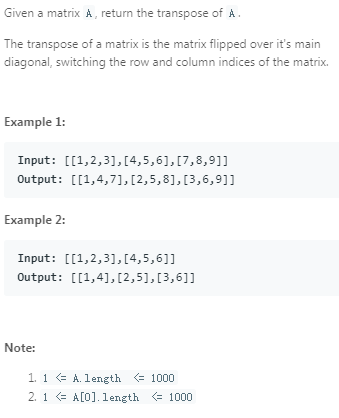 Given a matrix A, return the transpose of A.
The transpose of a matrix is the matrix flipped over it's main
diagonal, switching the row and column indices of the matrix.
Example 1:
Input: [[1,2,3],[4,5,6],[7,8,9]]
Output: [[1,4,7],[2,5,8],[3,6,9]]
Example 2:
Input: [[1,2,3],[4,5,6]]
Output: [[1,4],[2,5],[3,6]]
Note:
1. 1 <= A.length <= 1000
2. 1 <= A[0].length <= 1000